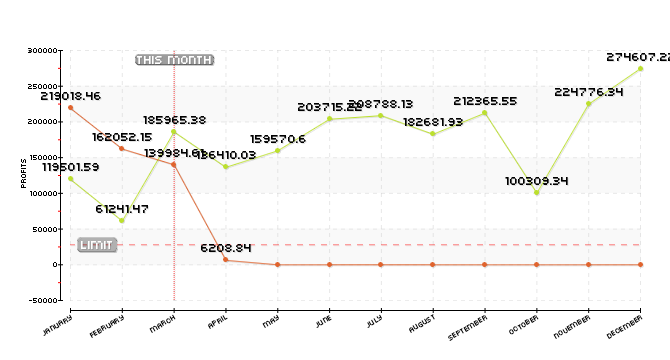 300000
THIS MONTH
274607.22
250000
219018.46
224776.34
185965.38
203715.22
208788.13
212365.55
200000
182681.93
162052.15
159570.6
150000
139984.61
136410.03
119501.59
100309.34
100000
61241.47
50000
LIMIT
6208.84
0
-50000
PROFITS
JANUARY
FEBRUARY
MARCH
APRIL
MAY
JUNE
JULY
AUGUST
SEPTEMBER
OCTOBER
NOVEMBER
DECEMBER